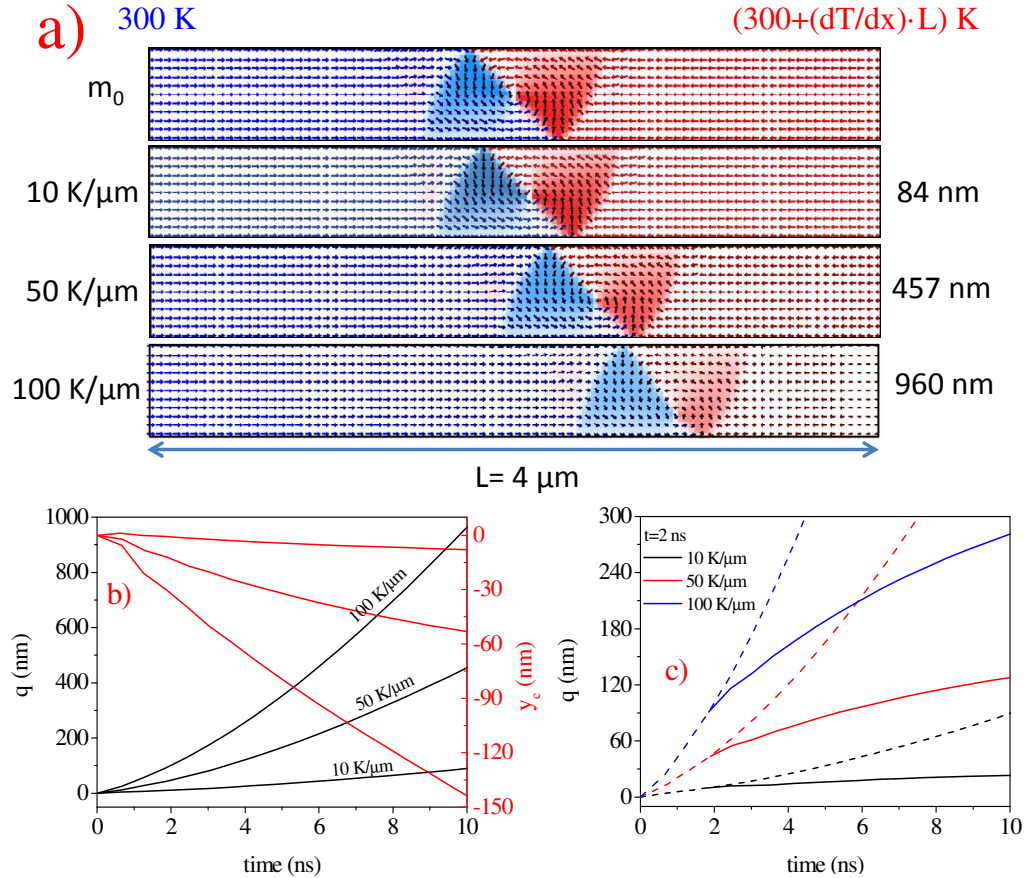 a) 300 K (300+(dT/dx)·L) K
m₀
10 K/μm 84 nm
50 K/μm 457 nm
100 K/μm 960 nm
L= 4 μm
b)
q (nm)
1000
800
600
400
200
0
100 K/μm
50 K/μm
10 K/μm
0
-30
-60
-90
-120
-150
y_c (nm)
0 2 4 6 8 10
time (ns)
c)
q (nm)
300
240
180
120
60
0
t=2 ns
10 K/μm
50 K/μm
100 K/μm
0 2 4 6 8 10
time (ns)